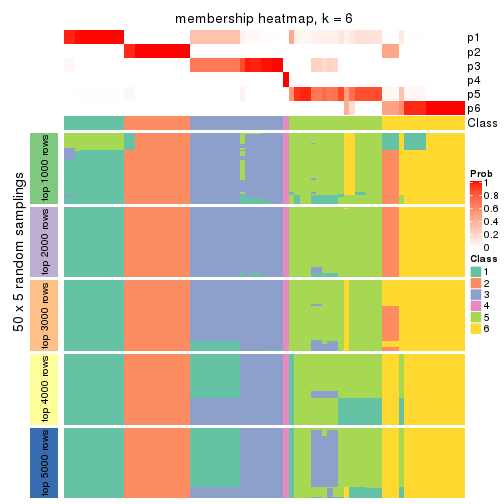 membership heatmap, k = 6
p1
p2
p3
p4
p5
p6
Class
50 x 5 random samplings
top 1000 rows
top 2000 rows
top 3000 rows
top 4000 rows
top 5000 rows
Prob
1
0.8
0.6
0.4
0.2
0
Class
1
2
3
4
5
6